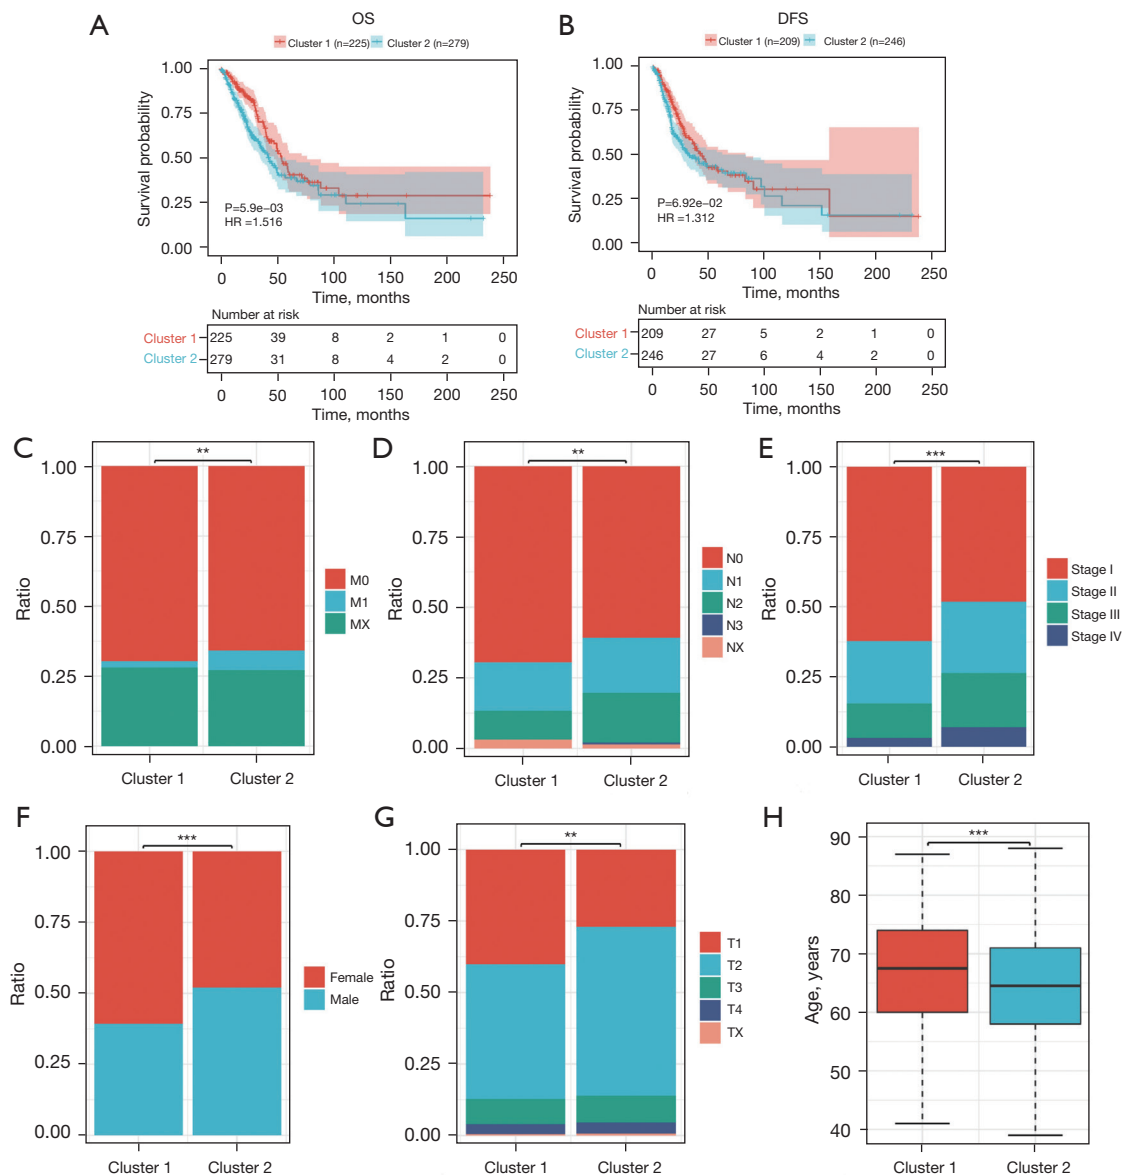 A
OS
Cluster 1 (n=225) Cluster 2 (n=279)
Survival probability
1.00
0.75
0.50
0.25
0.00
P=5.9e−03
HR =1.516
0 50 100 150 200 250
Time, months
Number at risk
Cluster 1 225 39 8 2 1 0
Cluster 2 279 31 8 4 2 0
0 50 100 150 200 250
Time, months
B
DFS
Cluster 1 (n=209) Cluster 2 (n=246)
Survival probability
1.00
0.75
0.50
0.25
0.00
P=6.92e−02
HR =1.312
0 50 100 150 200 250
Time, months
Number at risk
Cluster 1 209 27 5 2 1 0
Cluster 2 246 27 6 4 2 0
0 50 100 150 200 250
Time, months
C
**
Ratio
1.00
0.75
0.50
0.25
0.00
Cluster 1 Cluster 2
M0
M1
MX
D
**
Ratio
1.00
0.75
0.50
0.25
0.00
Cluster 1 Cluster 2
N0
N1
N2
N3
NX
E
***
Ratio
1.00
0.75
0.50
0.25
0.00
Cluster 1 Cluster 2
Stage I
Stage II
Stage III
Stage IV
F
***
Ratio
1.00
0.75
0.50
0.25
0.00
Cluster 1 Cluster 2
Female
Male
G
**
Ratio
1.00
0.75
0.50
0.25
0.00
Cluster 1 Cluster 2
T1
T2
T3
T4
TX
H
***
Age, years
90
80
70
60
50
40
Cluster 1 Cluster 2